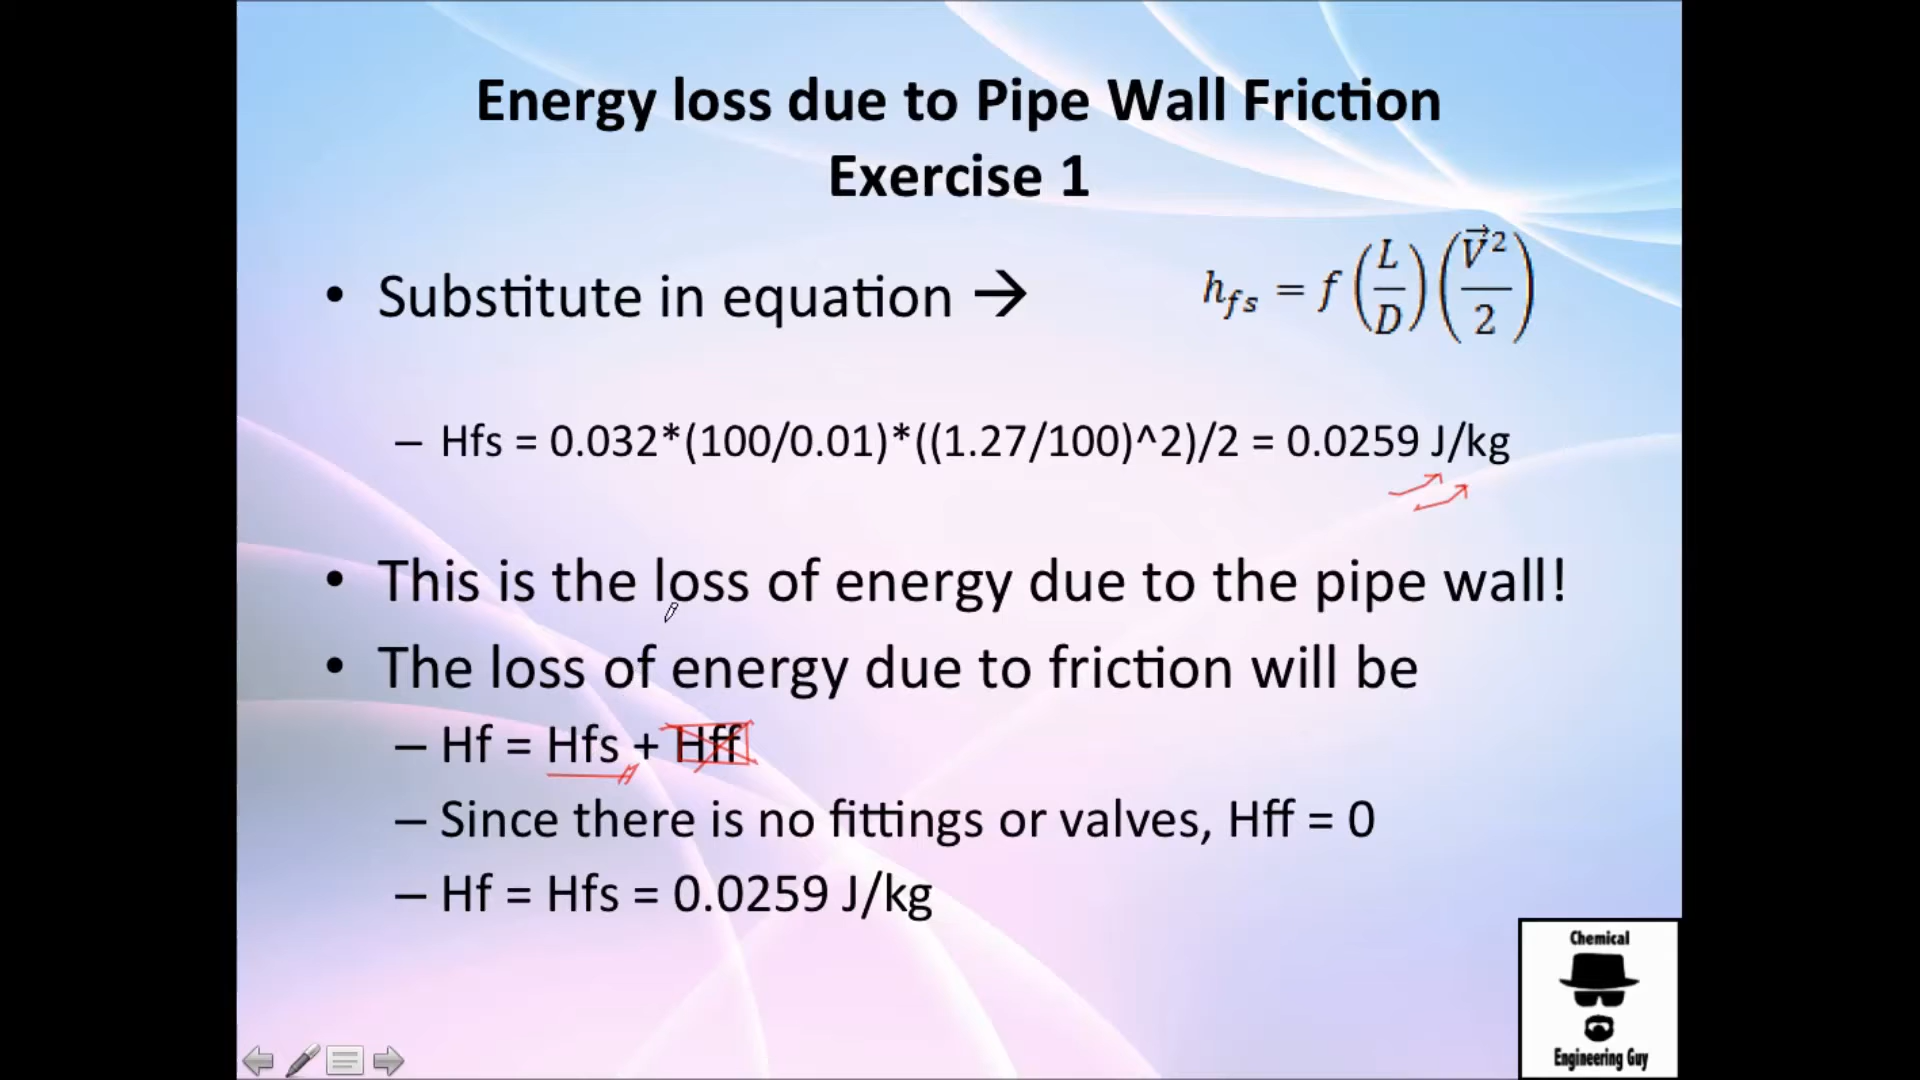 Energy loss due to Pipe Wall Friction
Exercise 1
• Substitute in equation →
h_fs = f (L/D) (V⃗²/2)
– Hfs = 0.032*(100/0.01)*((1.27/100)^2)/2 = 0.0259 J/kg
• This is the loss of energy due to the pipe wall!
• The loss of energy due to friction will be
– Hf = Hfs + Hff
– Since there is no fittings or valves, Hff = 0
– Hf = Hfs = 0.0259 J/kg
Chemical
Engineering Guy